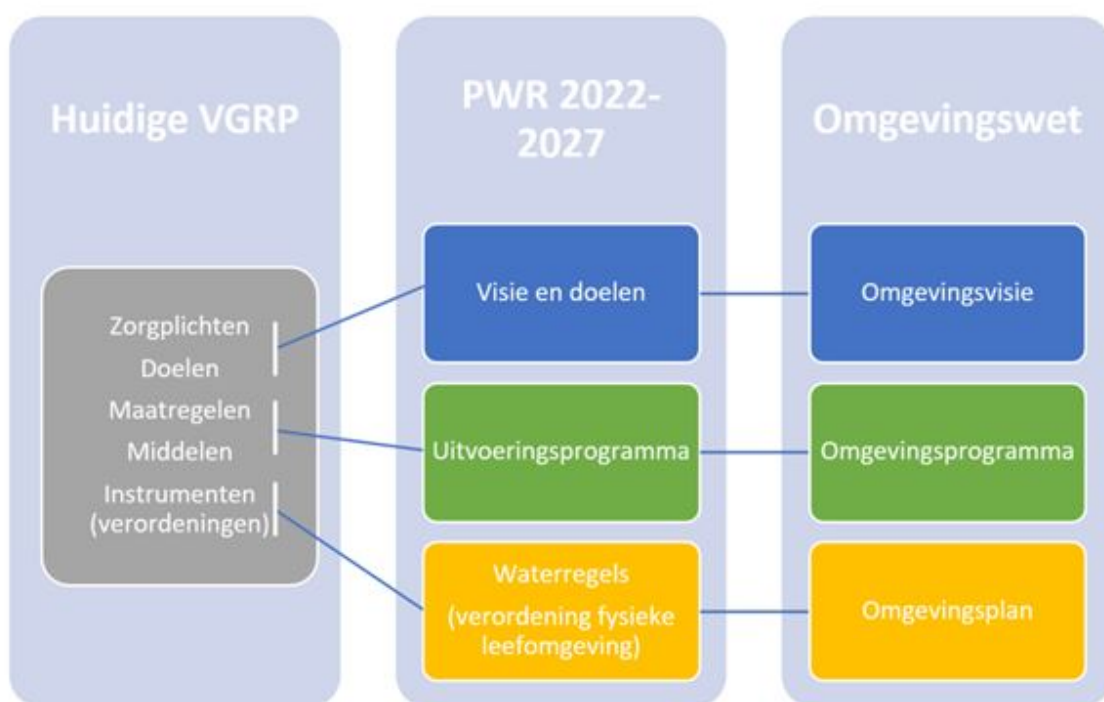 Huidige VGRP
Zorgplichten
Doelen
Maatregelen
Middelen
Instrumenten
(verordeningen)
PWR 2022-
2027
Visie en doelen
Uitvoeringsprogramma
Waterregels
(verordening fysieke
leefomgeving)
Omgevingswet
Omgevingsvisie
Omgevingsprogramma
Omgevingsplan